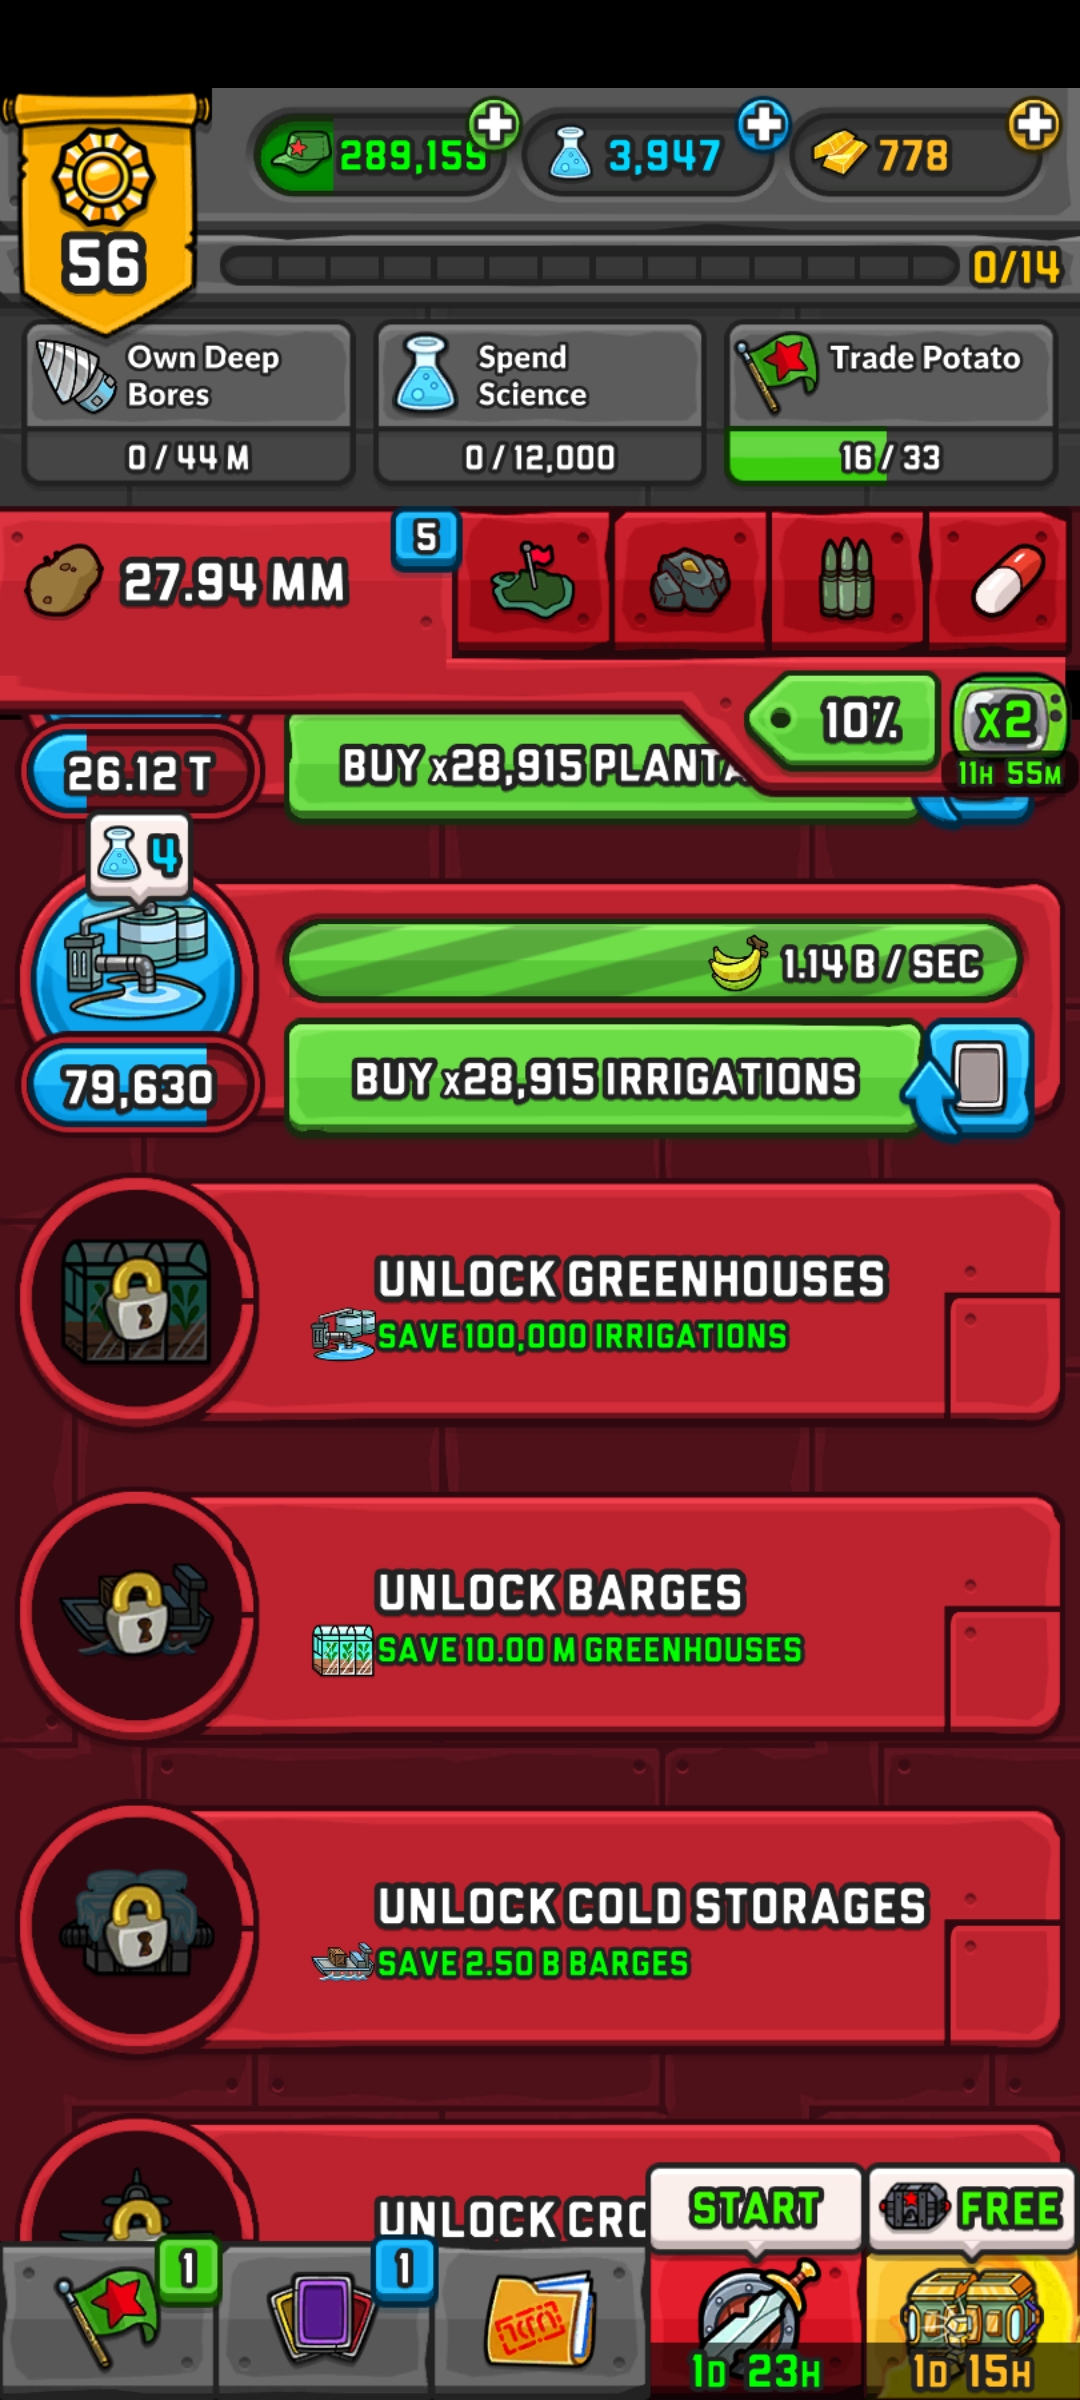 289,159
3,947
778
56
0/14
Own Deep
Bores
0 / 44 M
Spend
Science
0 / 12,000
Trade Potato
16 / 33
27.94 MM
5
10%
x2
11H 55M
26.12 T
BUY x28,915
4
1.14 B / SEC
79,630
BUY x28,915 IRRIGATIONS
UNLOCK GREENHOUSES
SAVE 100,000 IRRIGATIONS
UNLOCK BARGES
SAVE 10.00 M GREENHOUSES
UNLOCK COLD STORAGES
SAVE 2.50 B BARGES
UNLOCK
START
FREE
1
1
1D 23H
1D 15H